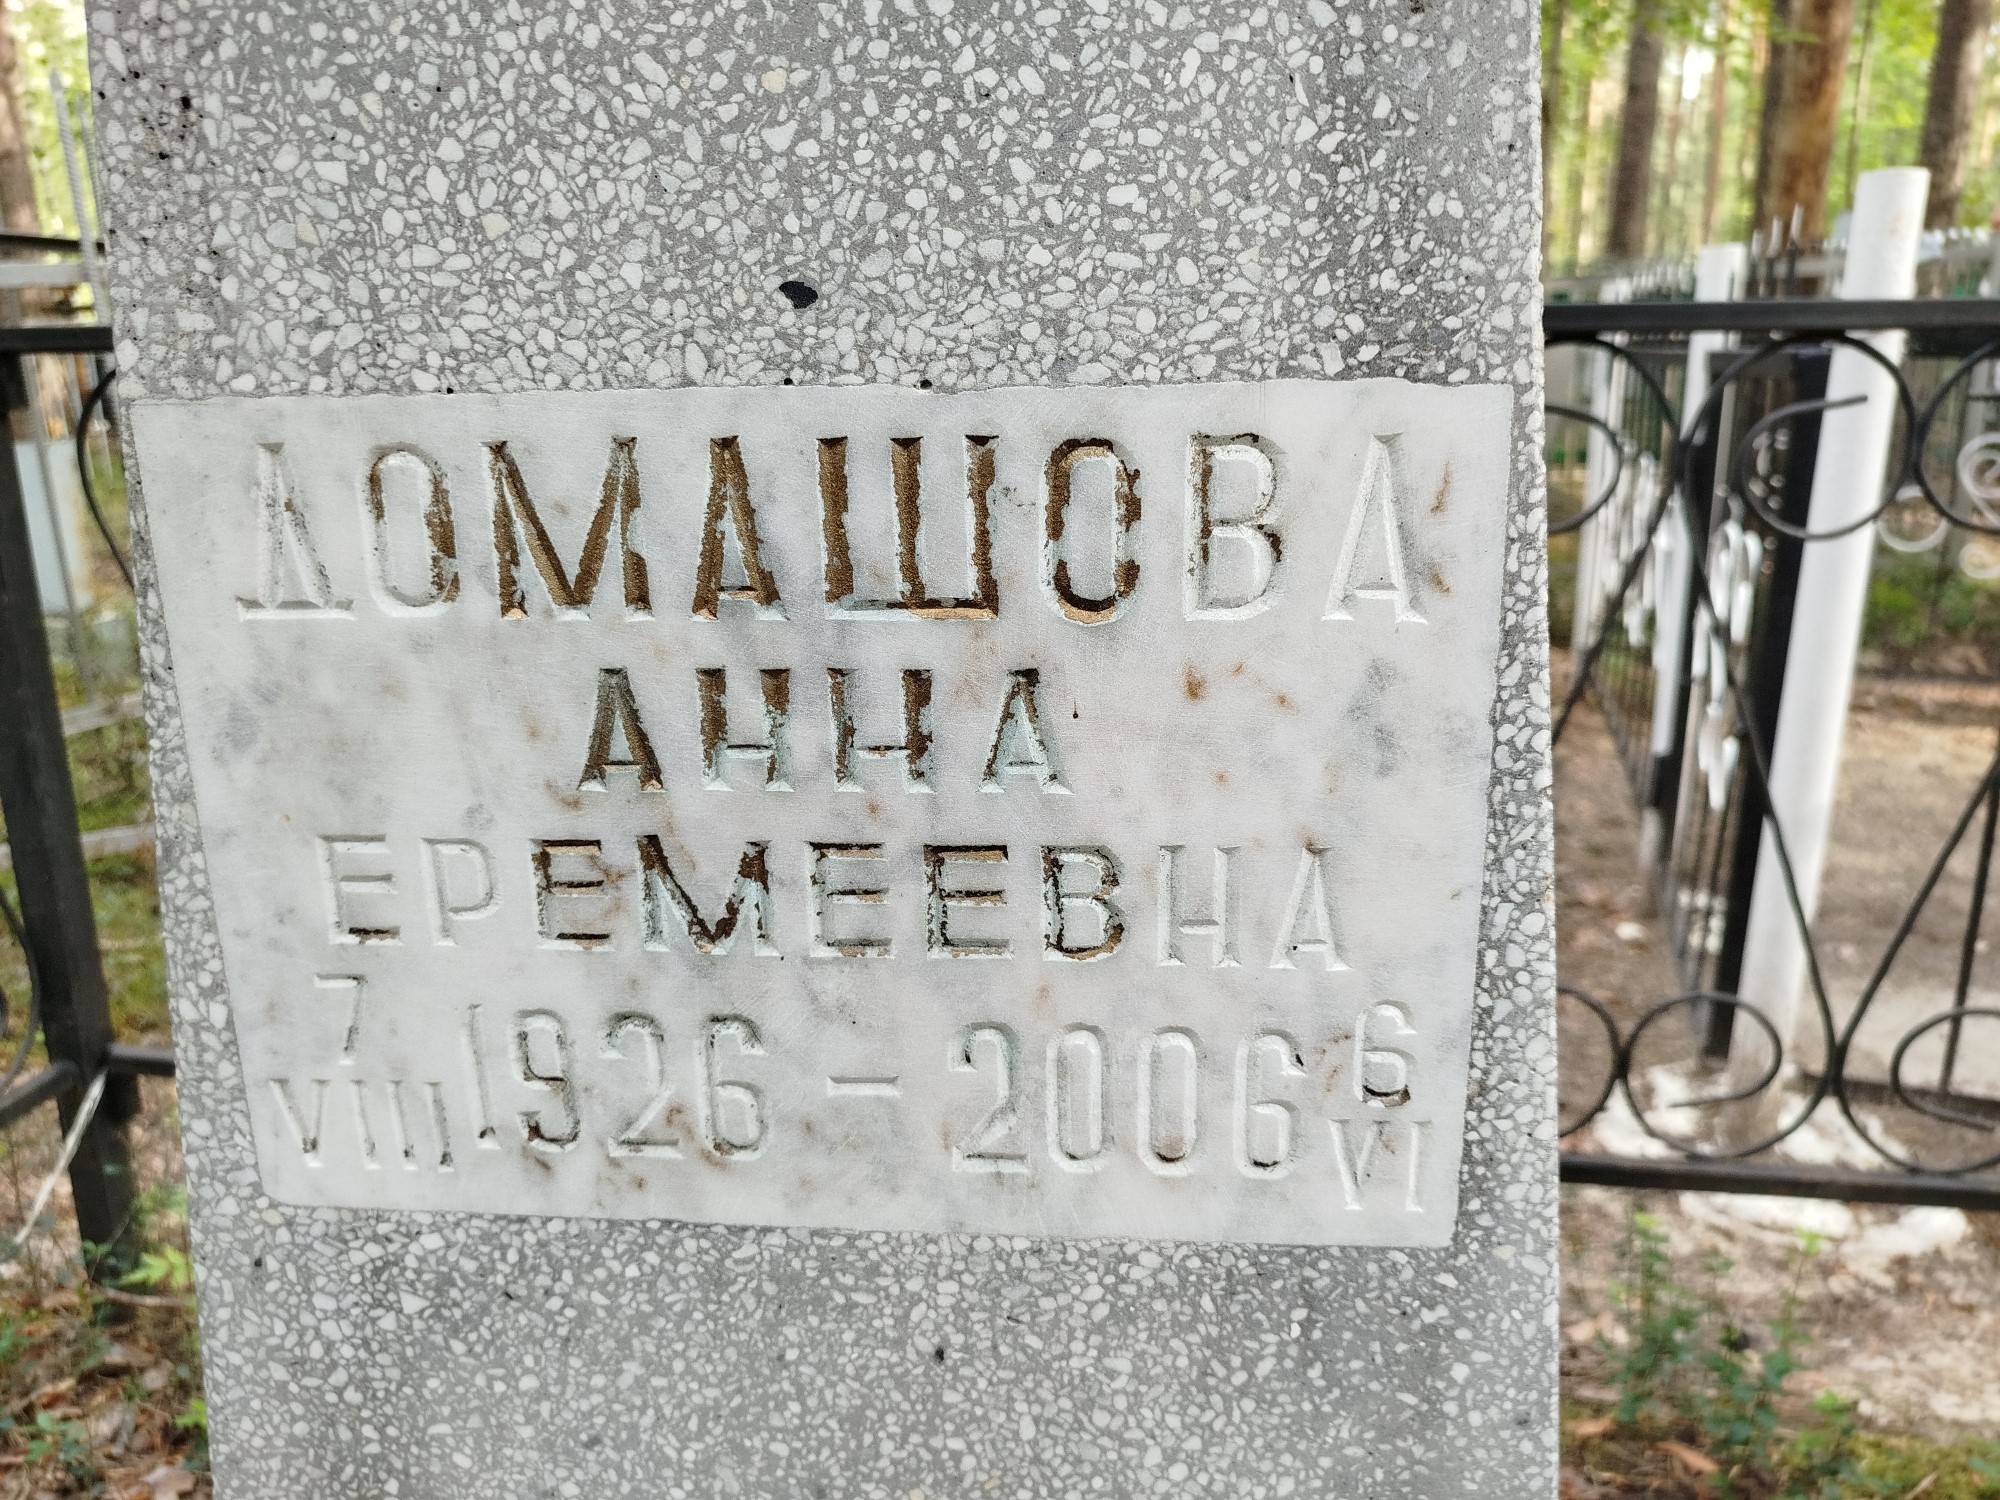 ДОМАШОВА
АННА
ЕРЕМЕЕВНА
7 VIII 1926 – 2006 6 VI